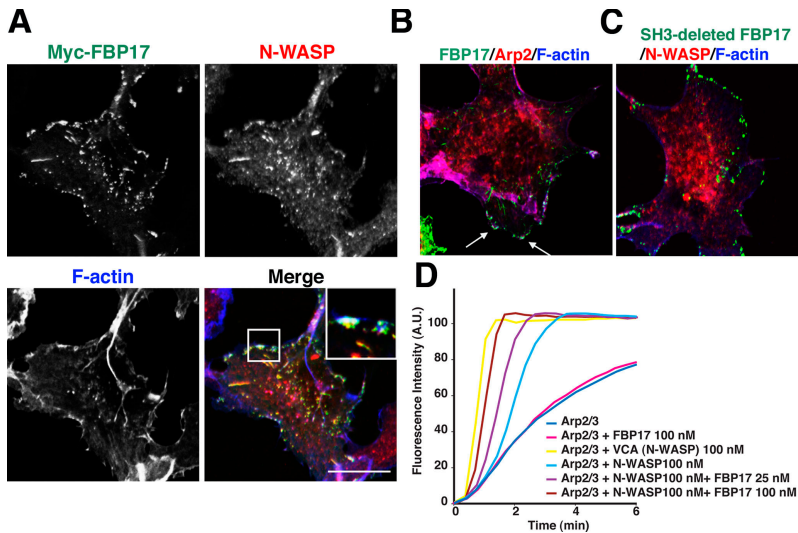 A
Myc-FBP17
N-WASP
F-actin
Merge
B
FBP17/Arp2/F-actin
C
SH3-deleted FBP17
/N-WASP/F-actin
D
Fluorescence Intensity (A.U.)
100
80
60
40
20
0
0
2
4
6
Time (min)
Arp2/3
Arp2/3 + FBP17 100 nM
Arp2/3 + VCA (N-WASP) 100 nM
Arp2/3 + N-WASP100 nM
Arp2/3 + N-WASP100 nM+ FBP17 25 nM
Arp2/3 + N-WASP100 nM+ FBP17 100 nM